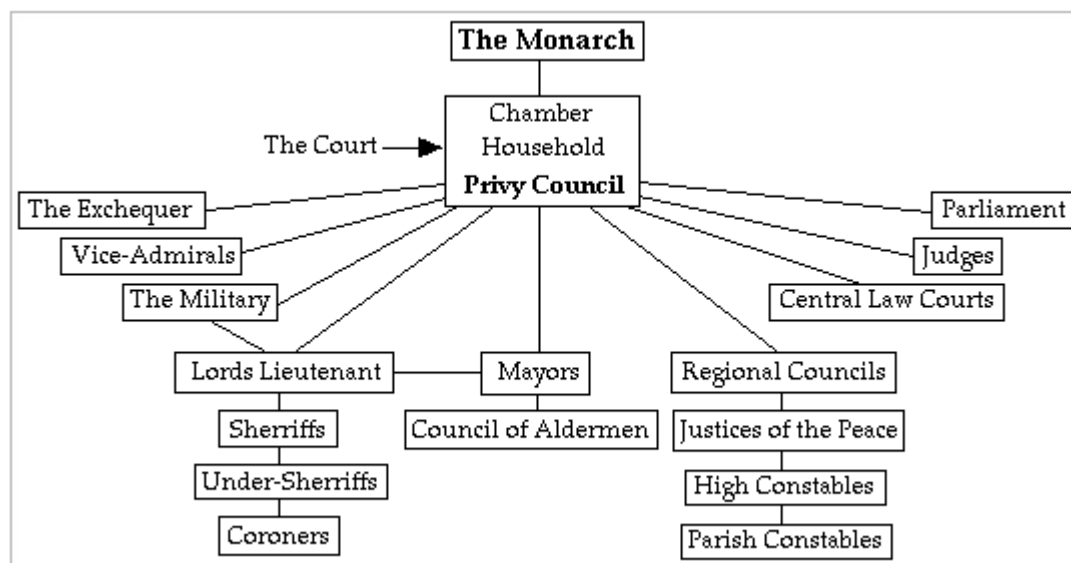 The Monarch
Chamber
The Court
Household
Privy Council
The Exchequer
Parliament
Vice-Admirals
Judges
The Military
Central Law Courts
Lords Lieutenant
Mayors
Regional Councils
Sherriffs
Council of Aldermen
Justices of the Peace
Under-Sherriffs
High Constables
Coroners
Parish Constables